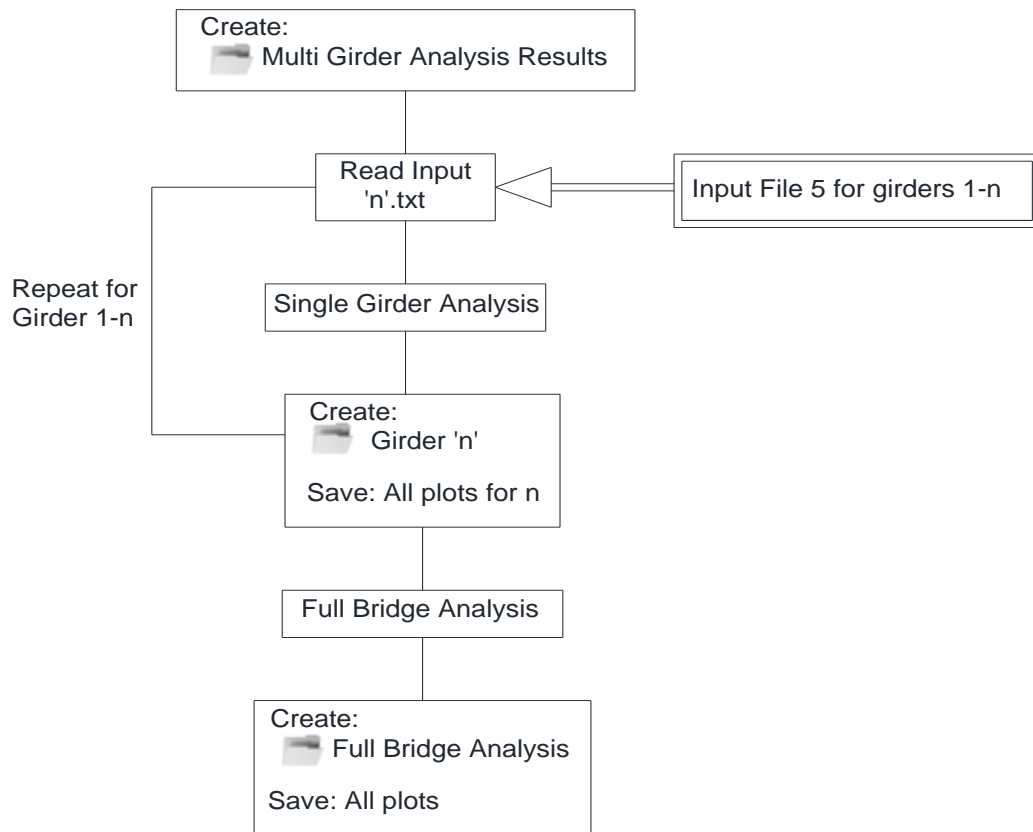 Create:
Multi Girder Analysis Results
Read Input
'n'.txt
Input File 5 for girders 1-n
Repeat for
Girder 1-n
Single Girder Analysis
Create:
Girder 'n'
Save: All plots for n
Full Bridge Analysis
Create:
Full Bridge Analysis
Save: All plots